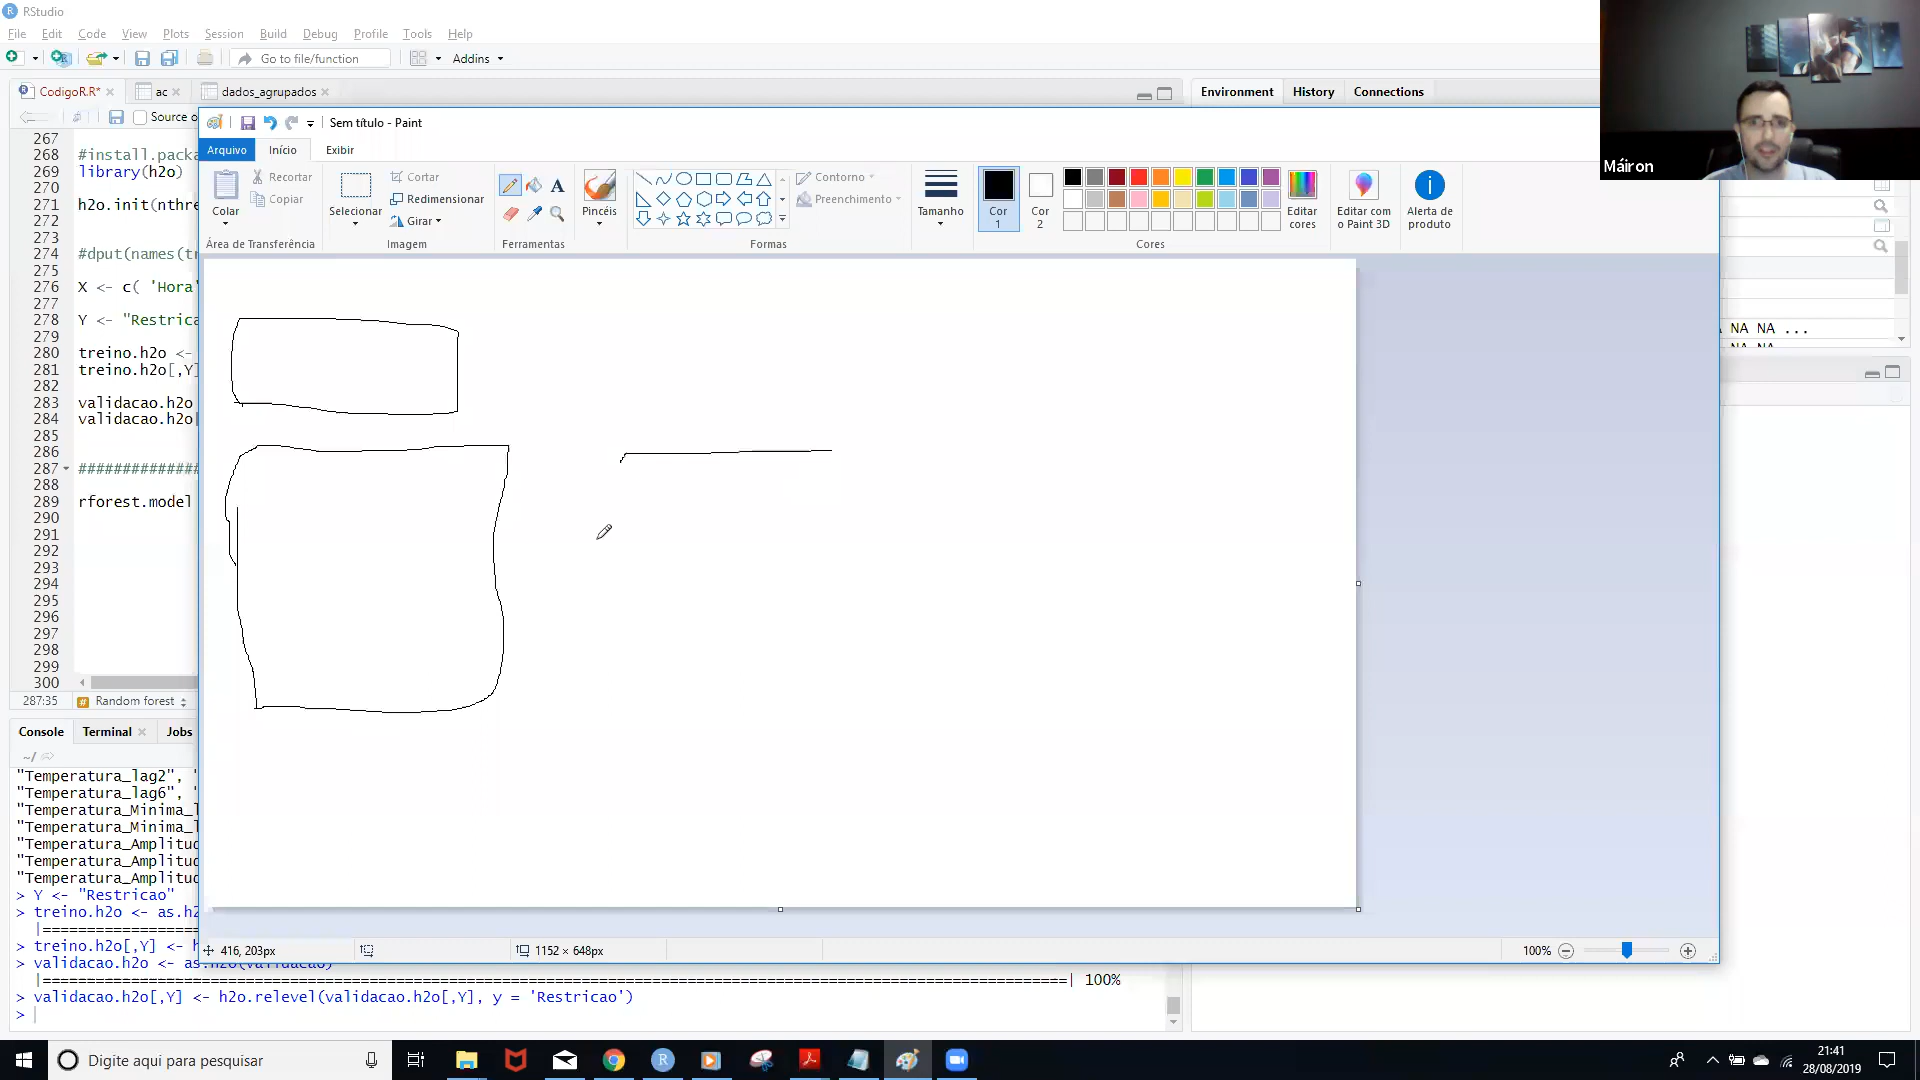 RStudio
File Edit Code View Plots Session Build Debug Profile Tools Help
Go to file/function Addins
CodigoR.R* ac dados_agrupados
Environment History Connections
Source o
Máiron
Sem título - Paint
Arquivo Início Exibir
Colar
Recortar
Copiar
Área de Transferência
Selecionar
Cortar
Redimensionar
Girar
Imagem
Ferramentas
Pincéis
Formas
Contorno
Preenchimento
Tamanho
Cor 1
Cor 2
Cores
Editar cores
Editar com o Paint 3D
Alerta de produto
267
268 #install.packa
269 library(h2o)
270
271 h2o.init(nthre
272
273
274 #dput(names(tr
275
276 X <- c( 'Hora'
277
278 Y <- "Restrica
279
280 treino.h2o <-
281 treino.h2o[,Y]
282
283 validacao.h2o
284 validacao.h2o[
285
286
287 ##############
288
289 rforest.model
290
291
292
293
294
295
296
297
298
299
300
NA NA ...
287:35 Random forest
Console Terminal Jobs
~/
"Temperatura_lag2", "
"Temperatura_lag6", "
"Temperatura_Minima_l
"Temperatura_Minima_l
"Temperatura_Amplitud
"Temperatura_Amplitud
"Temperatura_Amplitud
> Y <- "Restricao"
> treino.h2o <- as.h2
|====================
> treino.h2o[,Y] <- h
> validacao.h2o <- as.h2o(validacao)
|======================================================================| 100%
> validacao.h2o[,Y] <- h2o.relevel(validacao.h2o[,Y], y = 'Restricao')
>
416, 203px 1152 × 648px 100%
Digite aqui para pesquisar
21:41
28/08/2019